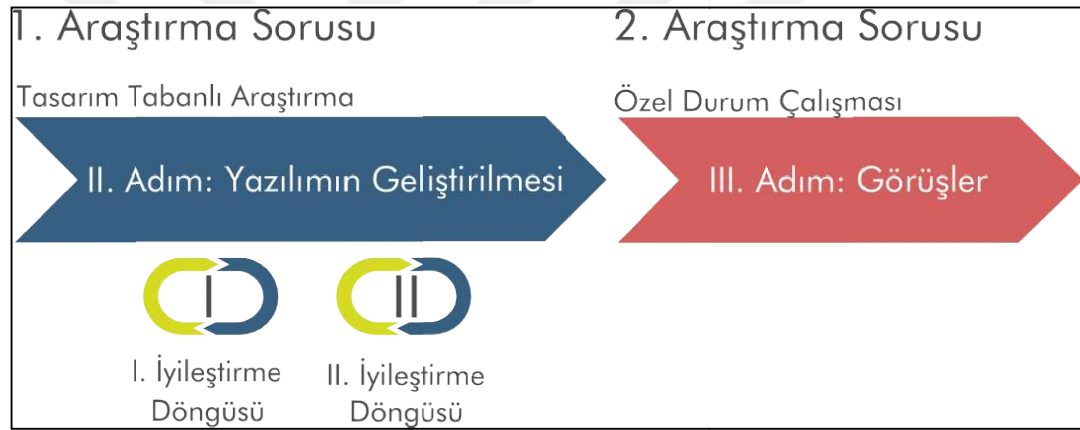 1. Araştırma Sorusu
Tasarım Tabanlı Araştırma
II. Adım: Yazılımın Geliştirilmesi
I
I. İyileştirme
Döngüsü
II
II. İyileştirme
Döngüsü
2. Araştırma Sorusu
Özel Durum Çalışması
III. Adım: Görüşler